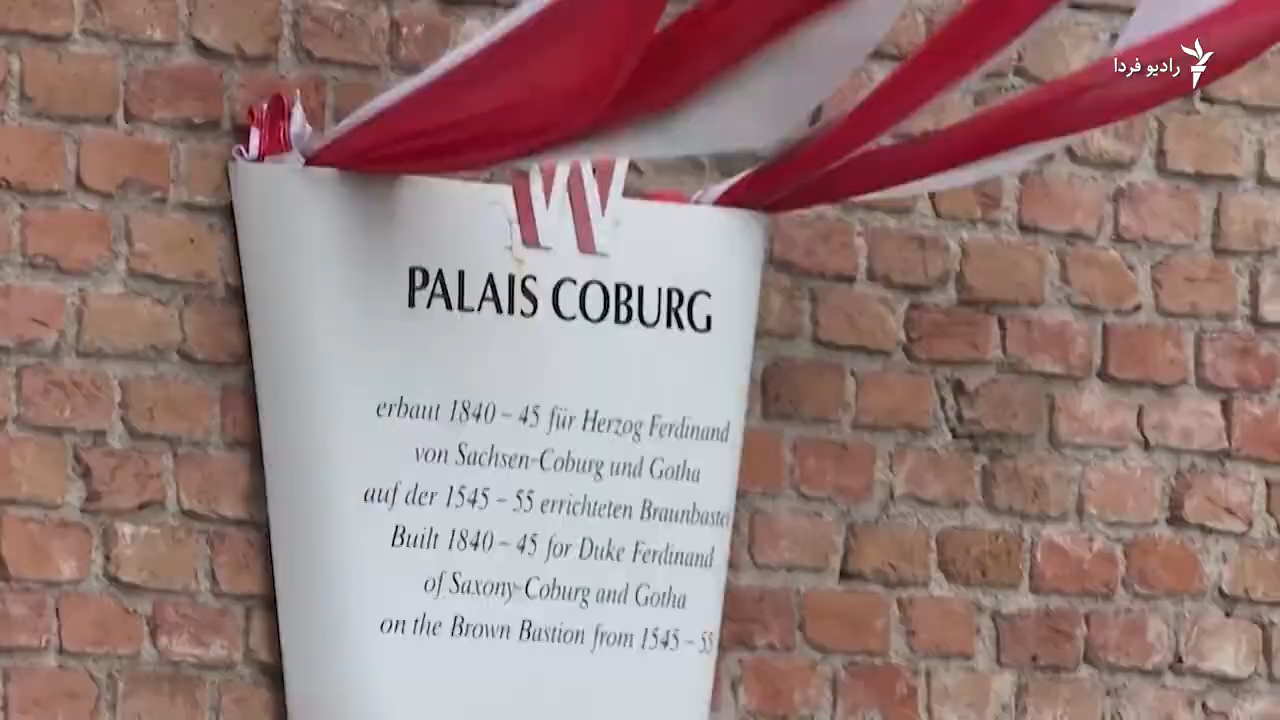 رادیو فردا
W
PALAIS COBURG
erbaut 1840 – 45 für Herzog Ferdinand
von Sachsen-Coburg und Gotha
auf der 1545 – 55 errichteten Braunbastei
Built 1840 – 45 for Duke Ferdinand
of Saxony-Coburg and Gotha
on the Brown Bastion from 1545 – 55